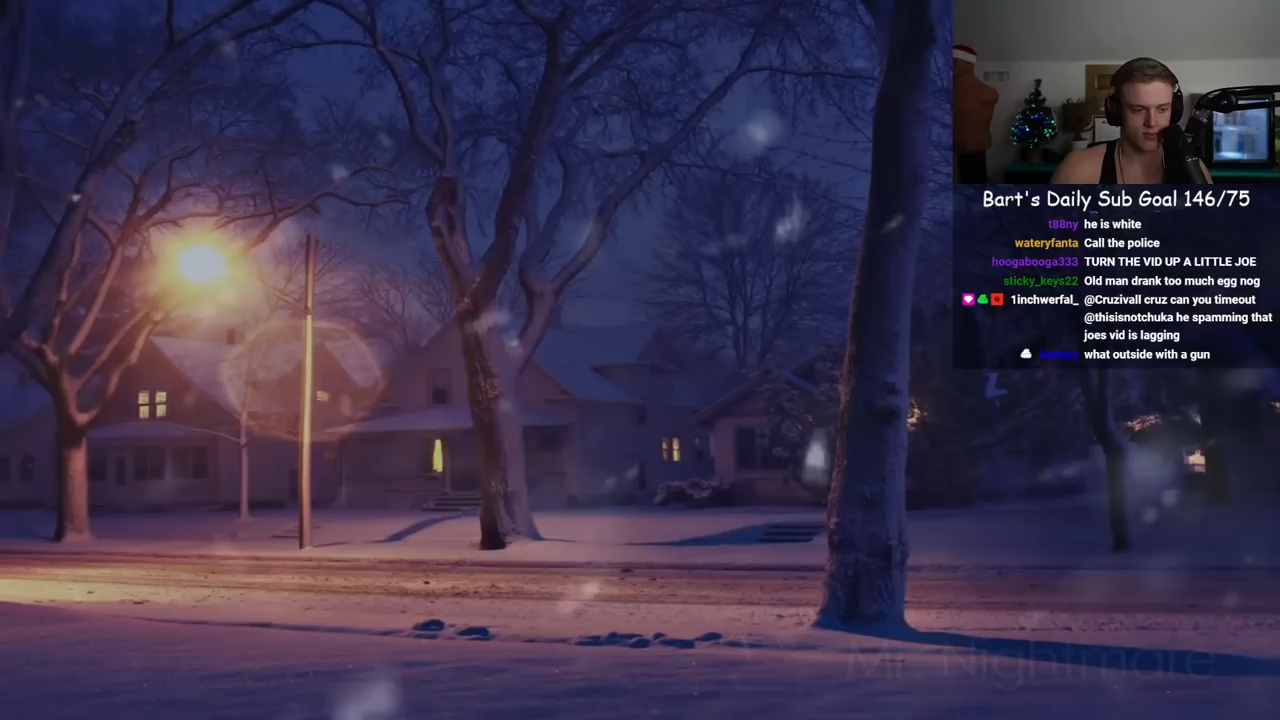 Bart's Daily Sub Goal 146/75
t88ny he is white
wateryfanta Call the police
hoogabooga333 TURN THE VID UP A LITTLE JOE
sticky_keys22 Old man drank too much egg nog
1inchwerfal_ @Cruzivall cruz can you timeout
@thisisnotchuka he spamming that
joes vid is lagging
what outside with a gun
Mr. Nightmare